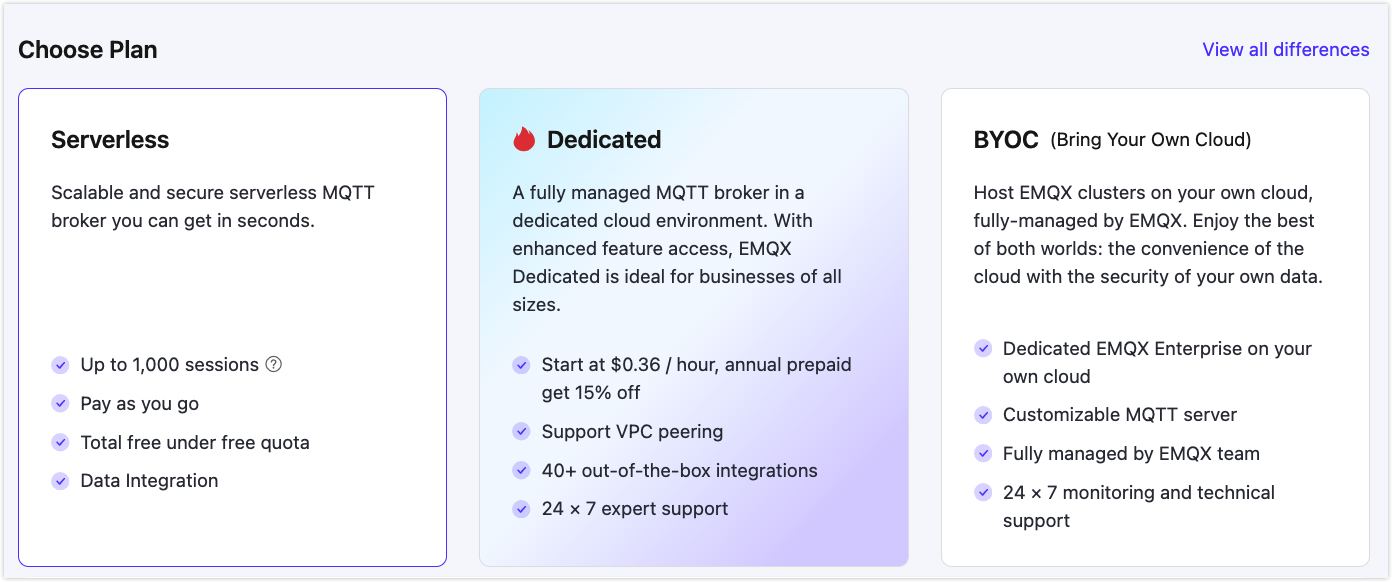 Choose Plan
View all differences
Serverless
Scalable and secure serverless MQTT
broker you can get in seconds.
Up to 1,000 sessions
Pay as you go
Total free under free quota
Data Integration
Dedicated
A fully managed MQTT broker in a
dedicated cloud environment. With
enhanced feature access, EMQX
Dedicated is ideal for businesses of all
sizes.
Start at $0.36 / hour, annual prepaid
get 15% off
Support VPC peering
40+ out-of-the-box integrations
24 × 7 expert support
BYOC (Bring Your Own Cloud)
Host EMQX clusters on your own cloud,
fully-managed by EMQX. Enjoy the best
of both worlds: the convenience of the
cloud with the security of your own data.
Dedicated EMQX Enterprise on your
own cloud
Customizable MQTT server
Fully managed by EMQX team
24 × 7 monitoring and technical
support